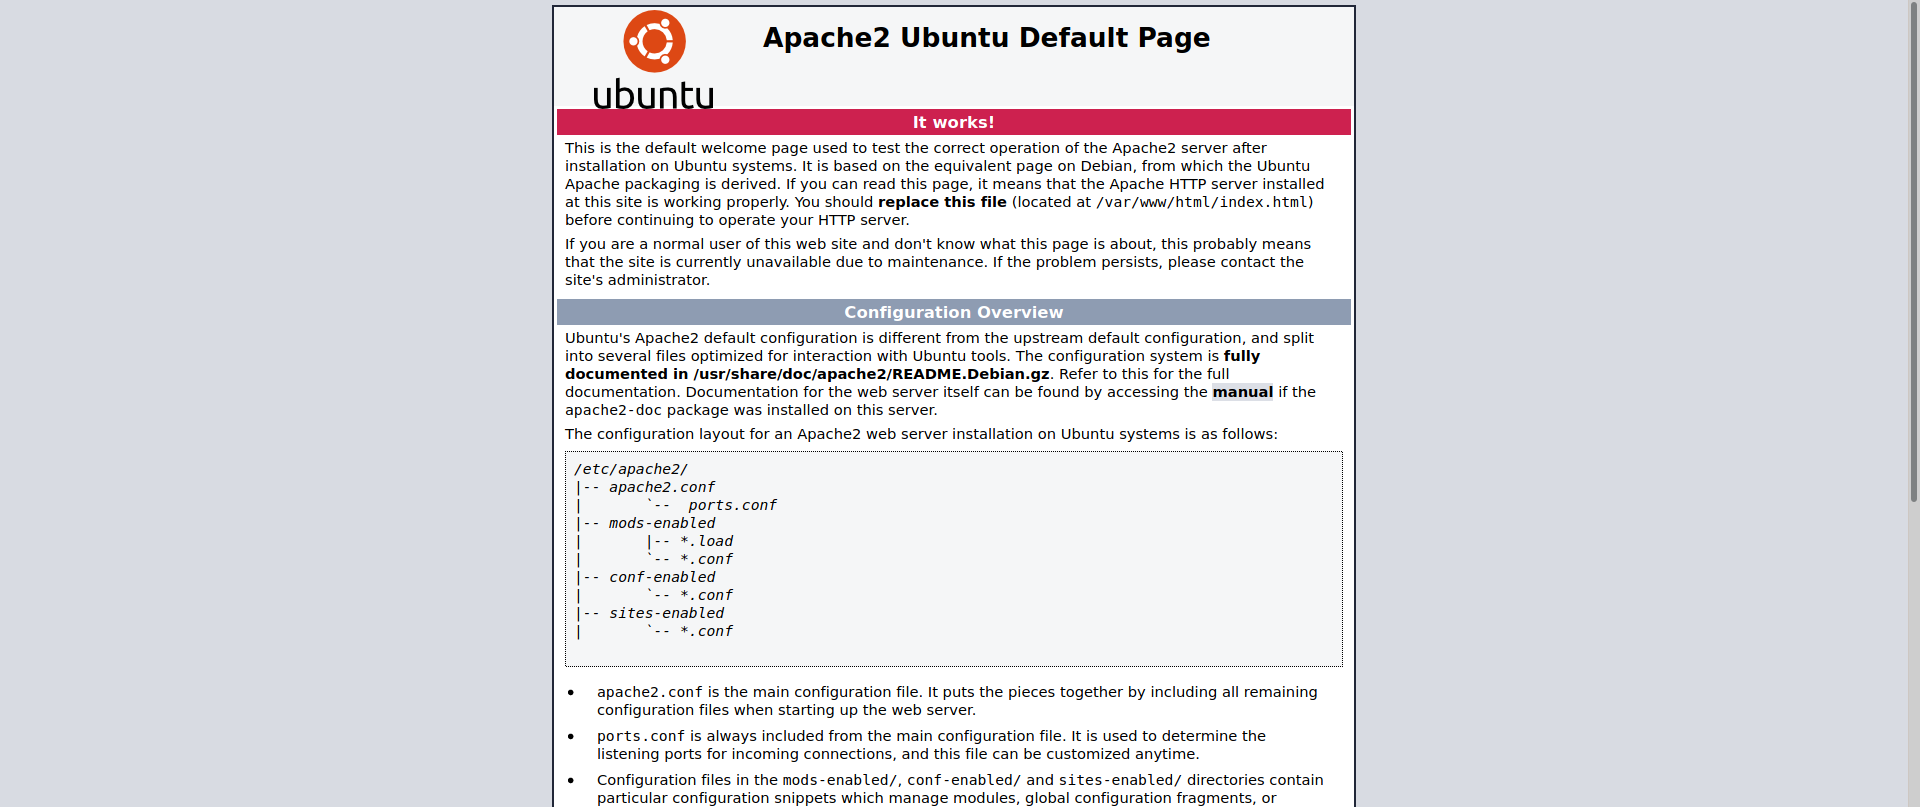 ubuntu
Apache2 Ubuntu Default Page
It works!
This is the default welcome page used to test the correct operation of the Apache2 server after
installation on Ubuntu systems. It is based on the equivalent page on Debian, from which the Ubuntu
Apache packaging is derived. If you can read this page, it means that the Apache HTTP server installed
at this site is working properly. You should replace this file (located at /var/www/html/index.html)
before continuing to operate your HTTP server.
If you are a normal user of this web site and don't know what this page is about, this probably means
that the site is currently unavailable due to maintenance. If the problem persists, please contact the
site's administrator.
Configuration Overview
Ubuntu's Apache2 default configuration is different from the upstream default configuration, and split
into several files optimized for interaction with Ubuntu tools. The configuration system is fully
documented in /usr/share/doc/apache2/README.Debian.gz. Refer to this for the full
documentation. Documentation for the web server itself can be found by accessing the manual if the
apache2-doc package was installed on this server.
The configuration layout for an Apache2 web server installation on Ubuntu systems is as follows:
/etc/apache2/
|-- apache2.conf
|       `--  ports.conf
|-- mods-enabled
|       |-- *.load
|       `-- *.conf
|-- conf-enabled
|       `-- *.conf
|-- sites-enabled
|       `-- *.conf
• apache2.conf is the main configuration file. It puts the pieces together by including all remaining
configuration files when starting up the web server.
• ports.conf is always included from the main configuration file. It is used to determine the
listening ports for incoming connections, and this file can be customized anytime.
• Configuration files in the mods-enabled/, conf-enabled/ and sites-enabled/ directories contain
particular configuration snippets which manage modules, global configuration fragments, or